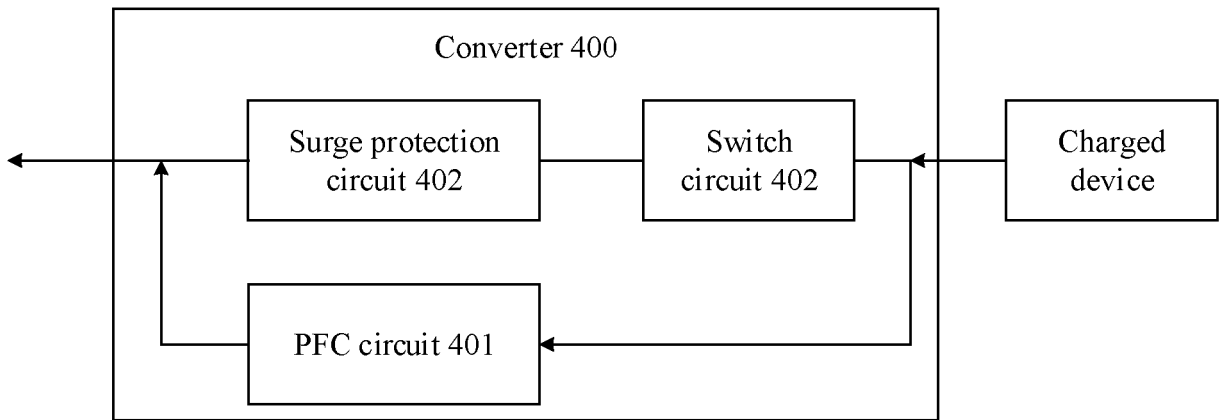 Converter 400
Surge protection
circuit 402
Switch
circuit 402
Charged
device
PFC circuit 401